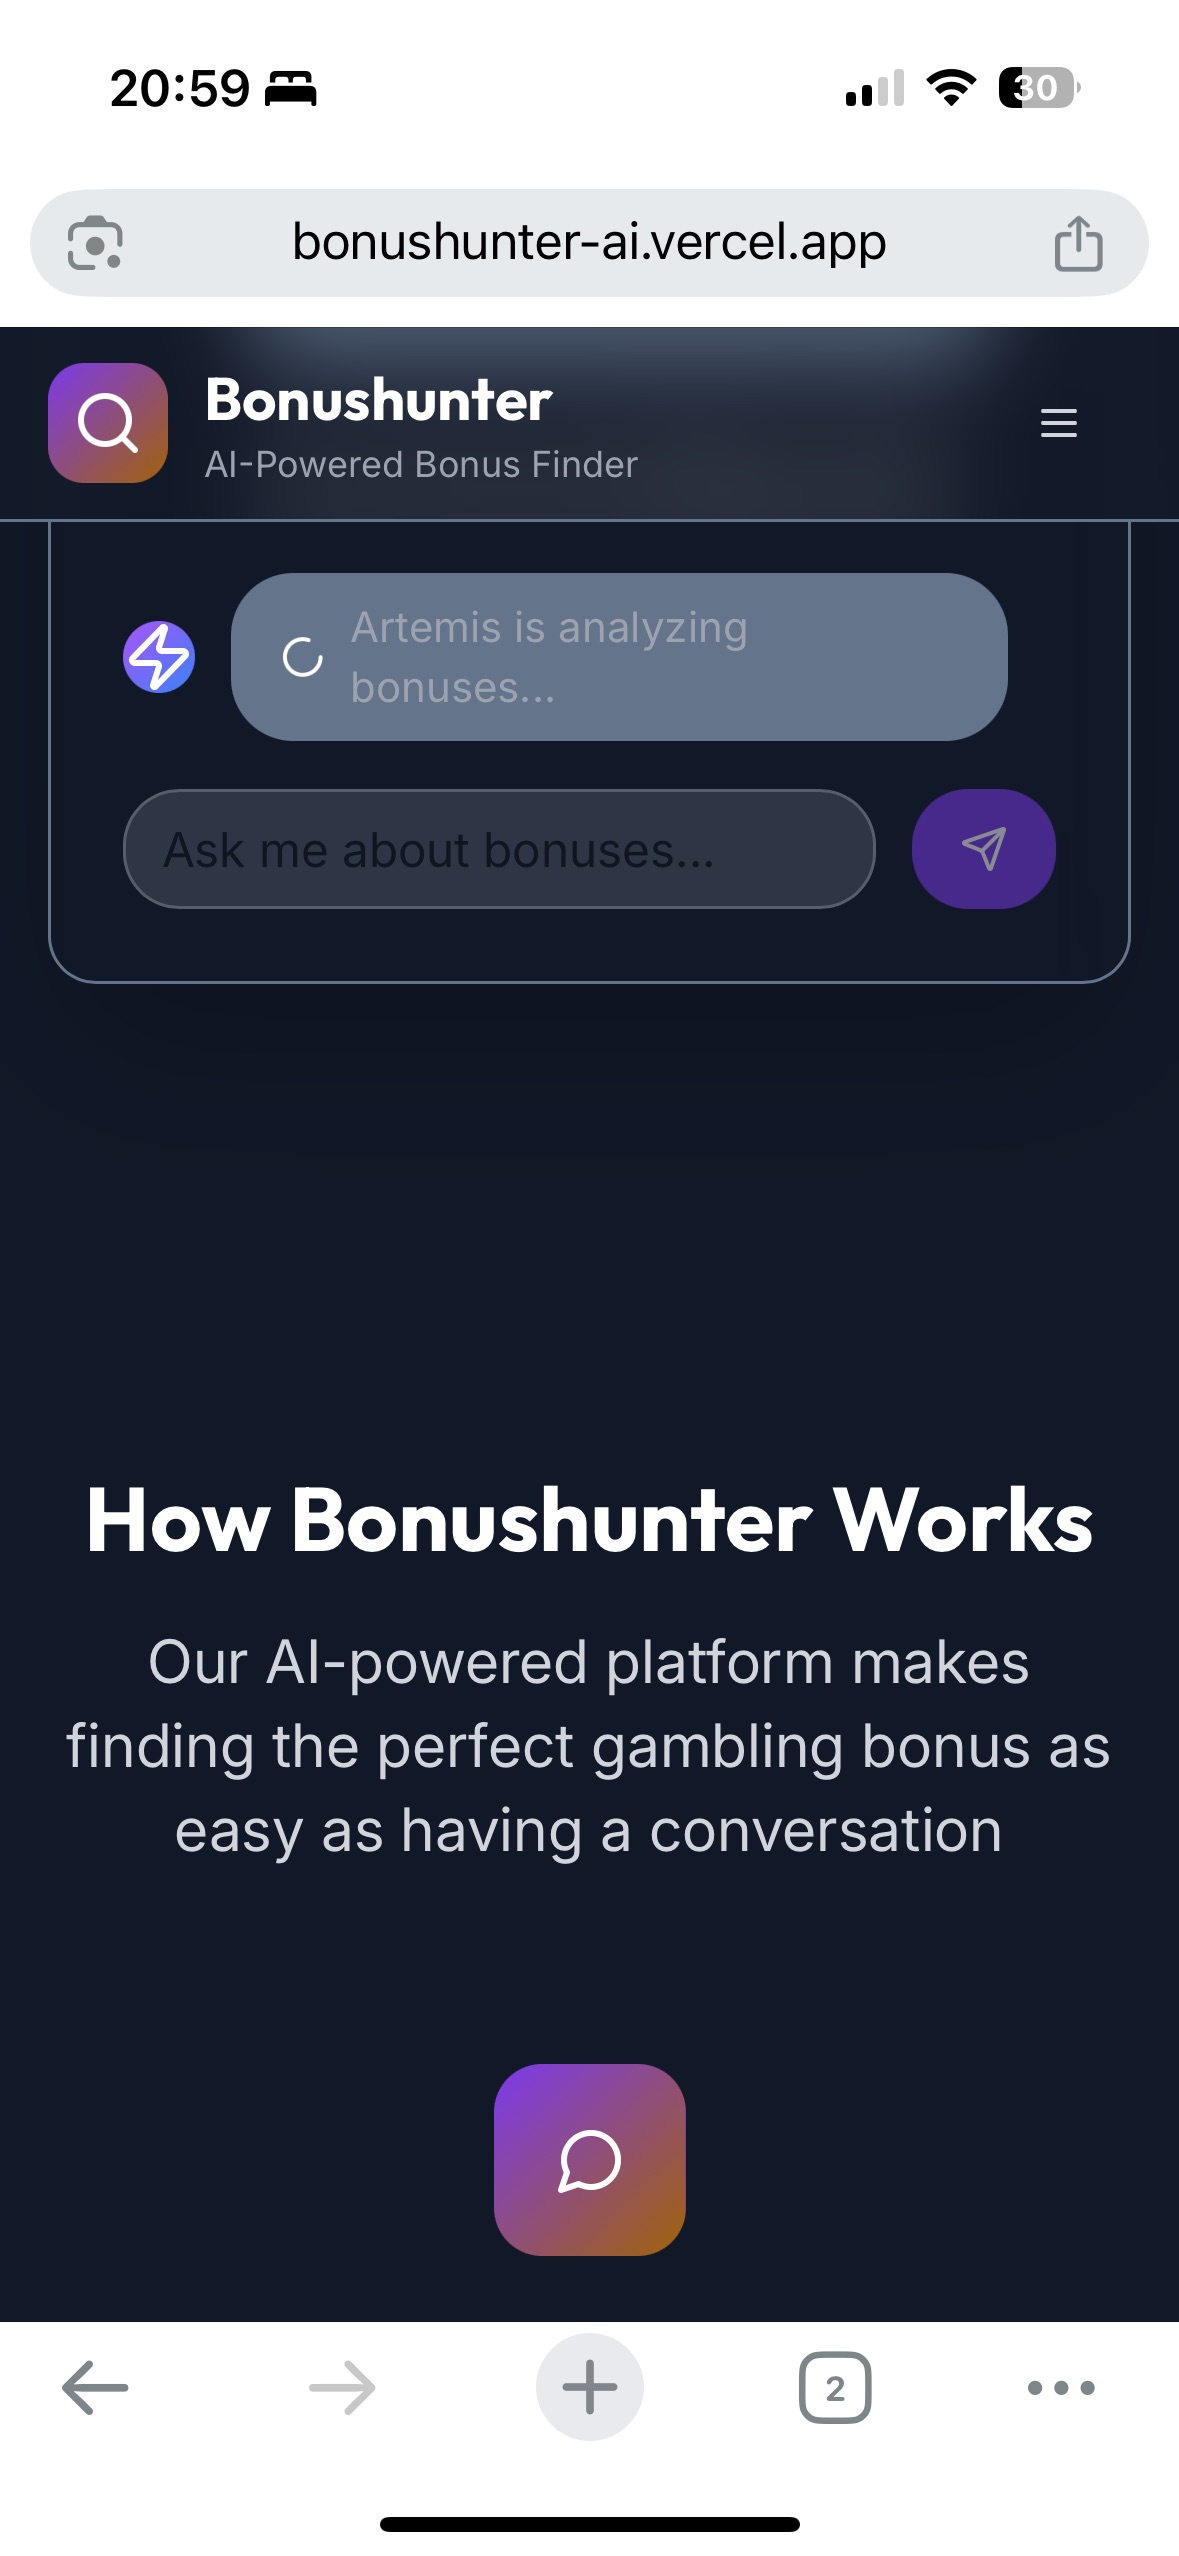 20:59
30
bonushunter-ai.vercel.app
Bonushunter
AI-Powered Bonus Finder
Artemis is analyzing
bonuses...
Ask me about bonuses...
How Bonushunter Works
Our AI-powered platform makes
finding the perfect gambling bonus as
easy as having a conversation
2